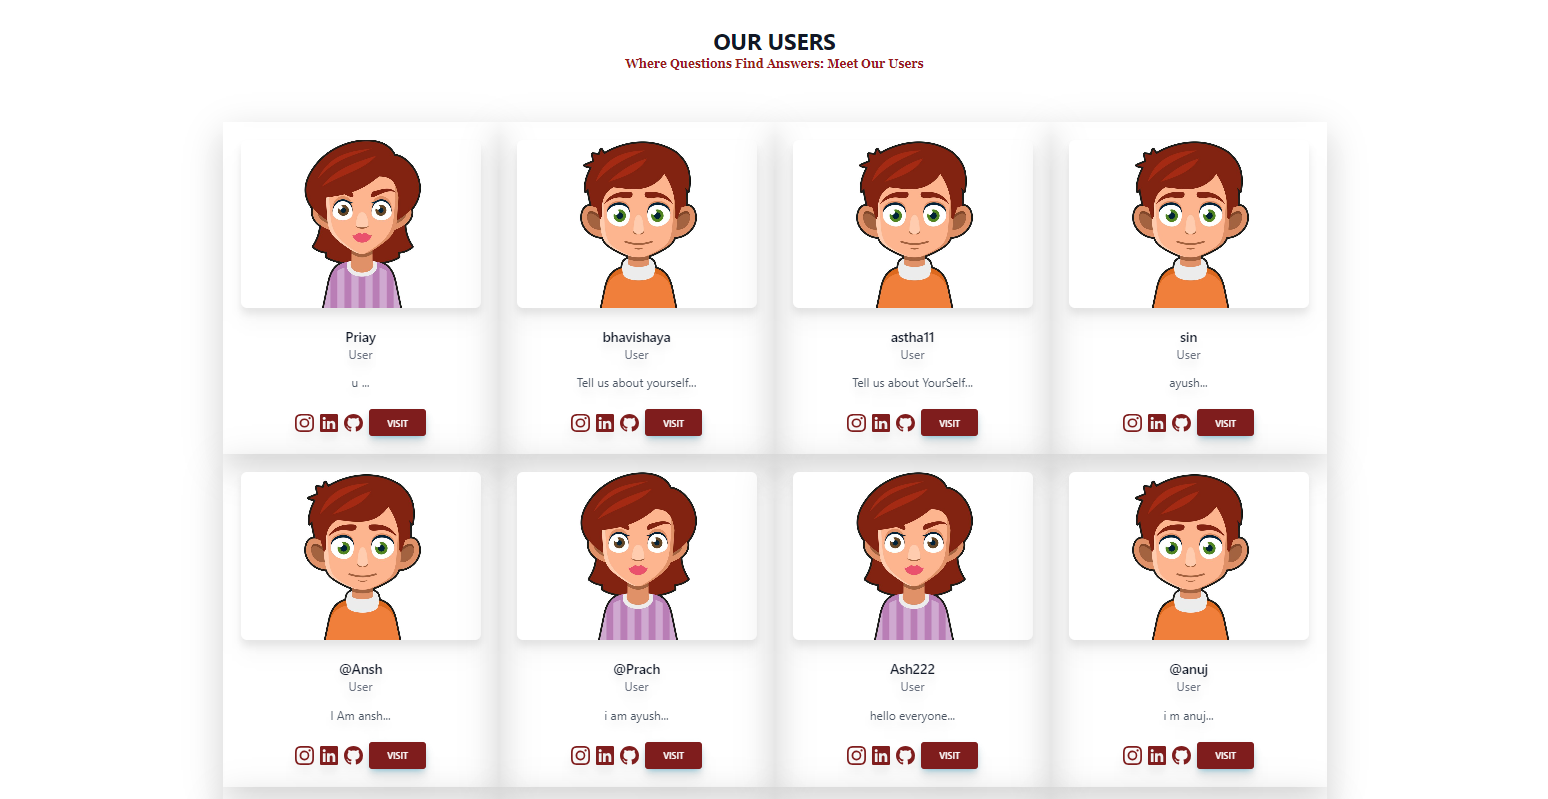 OUR USERS
Where Questions Find Answers: Meet Our Users
Priay
User
u ...
VISIT
bhavishaya
User
Tell us about yourself...
VISIT
astha11
User
Tell us about YourSelf...
VISIT
sin
User
ayush...
VISIT
@Ansh
User
I Am ansh...
VISIT
@Prach
User
i am ayush...
VISIT
Ash222
User
hello everyone...
VISIT
@anuj
User
i m anuj...
VISIT